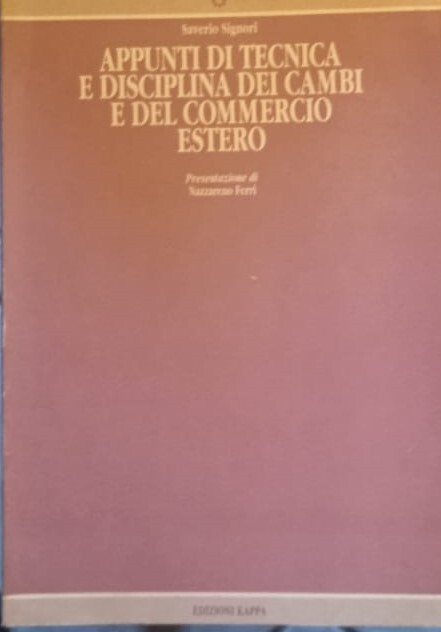 Saverio Signori
APPUNTI DI TECNICA
E DISCIPLINA DEI CAMBI
E DEL COMMERCIO
ESTERO
Presentazione di
Nazzareno Ferri
EDIZIONI KAPPA